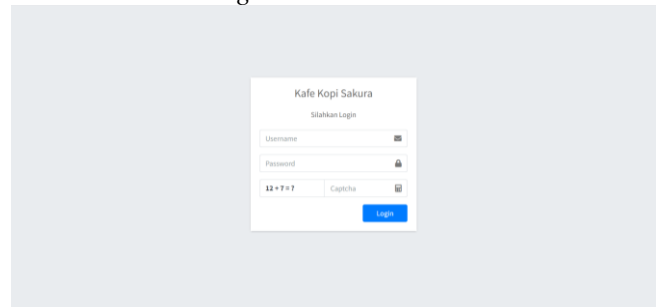 Kafe Kopi Sakura
Silahkan Login
Username
Password
12 + 7 = ? Captcha
Login